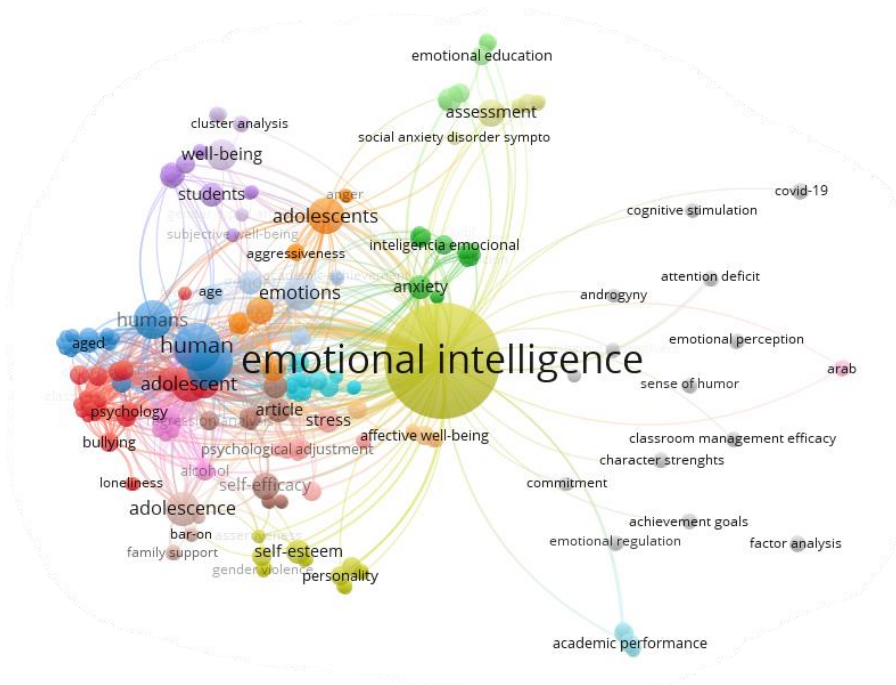 emotional education
assessment
cluster analysis
social anxiety disorder sympto
well-being
covid-19
students
anger
cognitive stimulation
adolescents
subjective well-being
inteligencia emocional
aggressiveness
attention deficit
anxiety
age
emotions
androgyny
humans
emotional perception
aged
human
emotional intelligence
arab
adolescent
sense of humor
psychology
article
stress
bullying
affective well-being
classroom management efficacy
psychological adjustment
character strenghts
alcohol
loneliness
self-efficacy
commitment
adolescence
achievement goals
bar-on
assertiveness
emotional regulation
factor analysis
family support
self-esteem
gender violence
personality
academic performance